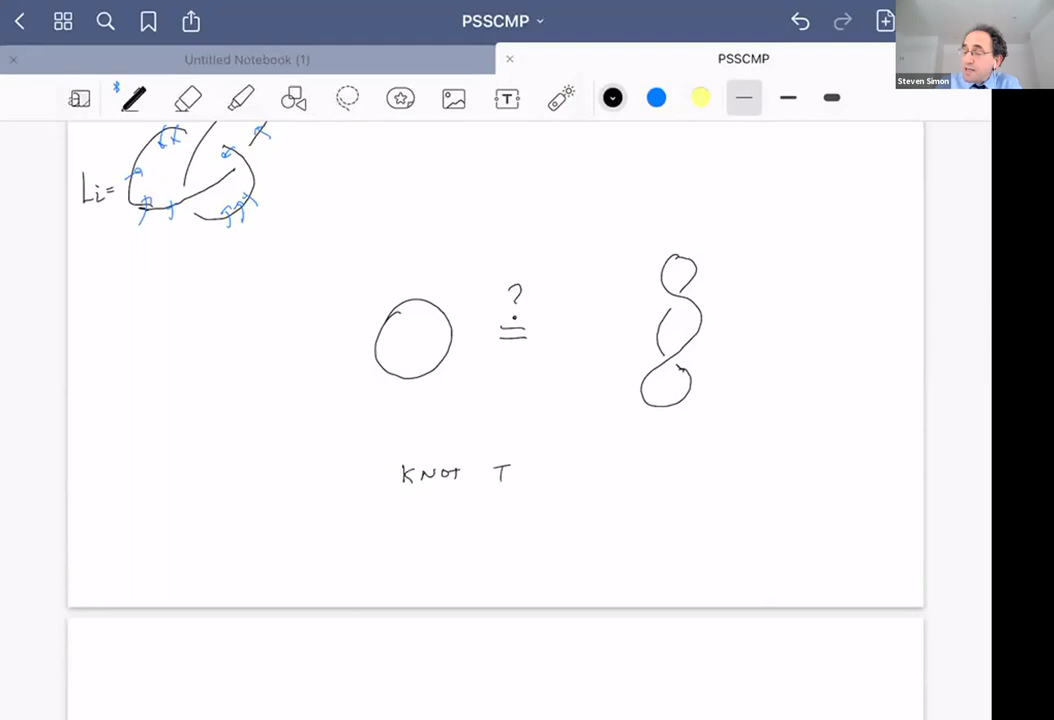 PSSCMP
Untitled Notebook (1)
PSSCMP
Steven Simon
Li=
?
=
KNOT T